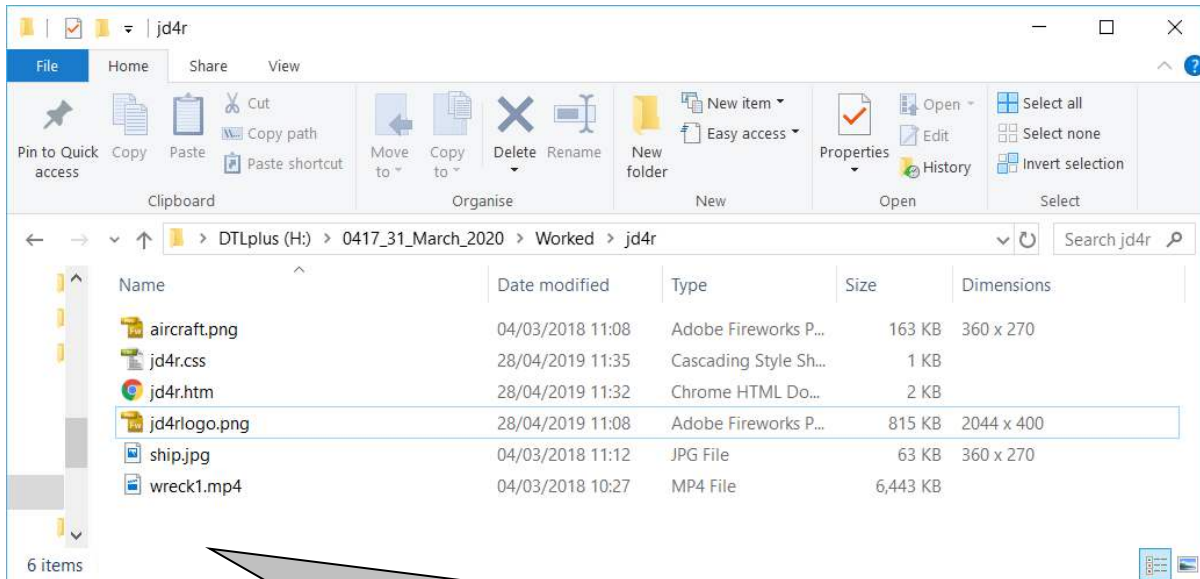 jd4r
File Home Share View
Pin to Quick access
Copy
Paste
Cut
Copy path
Paste shortcut
Move to
Copy to
Delete
Rename
New folder
New item
Easy access
Properties
Open
Edit
History
Select all
Select none
Invert selection
Clipboard Organise New Open Select
DTLplus (H:) > 0417_31_March_2020 > Worked > jd4r
Search jd4r
Name Date modified Type Size Dimensions
aircraft.png 04/03/2018 11:08 Adobe Fireworks P... 163 KB 360 x 270
jd4r.css 28/04/2019 11:35 Cascading Style Sh... 1 KB
jd4r.htm 28/04/2019 11:32 Chrome HTML Do... 2 KB
jd4rlogo.png 28/04/2019 11:08 Adobe Fireworks P... 815 KB 2044 x 400
ship.jpg 04/03/2018 11:12 JPG File 63 KB 360 x 270
wreck1.mp4 04/03/2018 10:27 MP4 File 6,443 KB
6 items